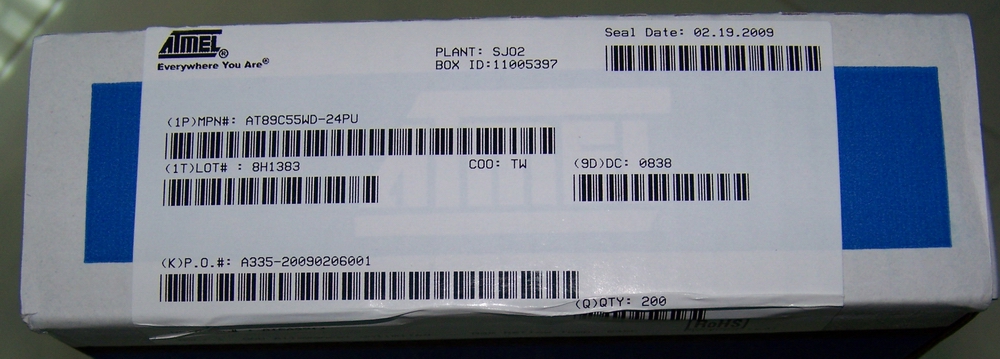 ATMEL®
Everywhere You Are®
PLANT: SJ02
BOX ID:11005397
Seal Date: 02.19.2009
(1P)MPN#: AT89C55WD-24PU
(1T)LOT# : 8H1383
COO: TW
(9D)DC: 0838
(K)P.O.#: A335-20090206001
(Q)QTY: 200
[RoHS]